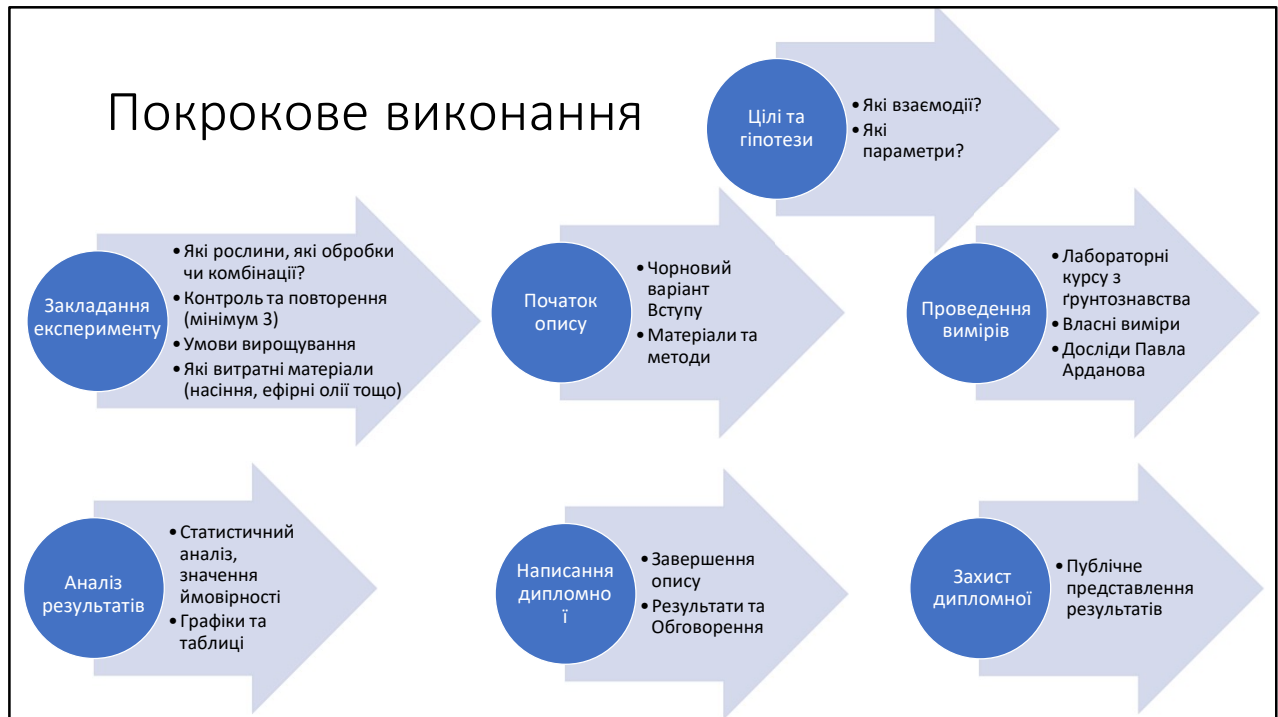 Покрокове виконання
Цілі та
гіпотези
• Які взаємодії?
• Які
параметри?
Закладання
експерименту
• Які рослини, які обробки
чи комбінації?
• Контроль та повторення
(мінімум 3)
• Умови вирощування
• Які витратні матеріали
(насіння, ефірні олії тощо)
Початок
опису
• Чорновий
варіант
Вступу
• Матеріали та
методи
Проведення
вимірів
• Лабораторні
курсу з
ґрунтознавства
• Власні виміри
• Досліди Павла
Арданова
Аналіз
результатів
• Статистичний
аналіз,
значення
ймовірності
• Графіки та
таблиці
Написання
дипломно
ї
• Завершення
опису
• Результати та
Обговорення
Захист
дипломної
• Публічне
представлення
результатів